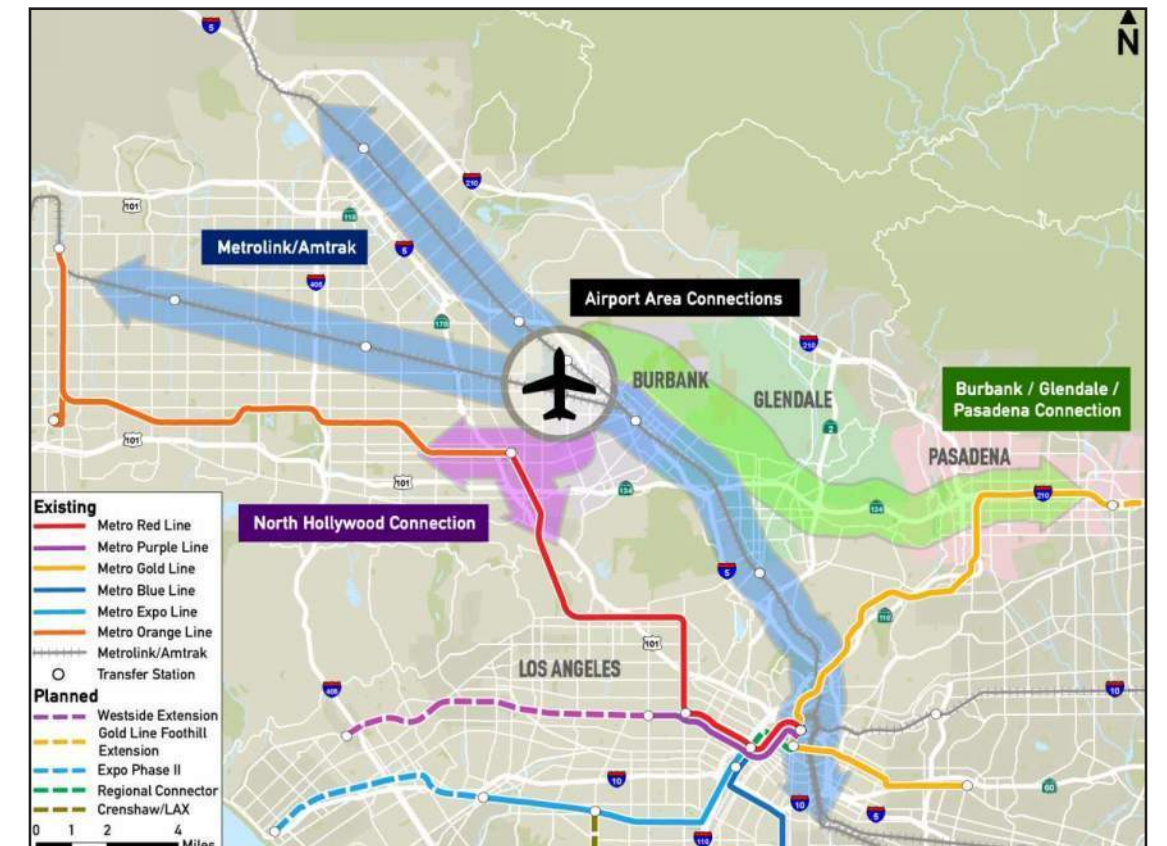 N
5
210
101
118
5
Metrolink/Amtrak
405
170
Airport Area Connections
210
BURBANK
GLENDALE
Burbank / Glendale /
Pasadena Connection
2
PASADENA
101
101
134
210
134
North Hollywood Connection
5
110
101
LOS ANGELES
405
10
10
60
10
5
110
Existing
Metro Red Line
Metro Purple Line
Metro Gold Line
Metro Blue Line
Metro Expo Line
Metro Orange Line
Metrolink/Amtrak
Transfer Station
Planned
Westside Extension
Gold Line Foothill
Extension
Expo Phase II
Regional Connector
Crenshaw/LAX
0 1 2 4
Miles